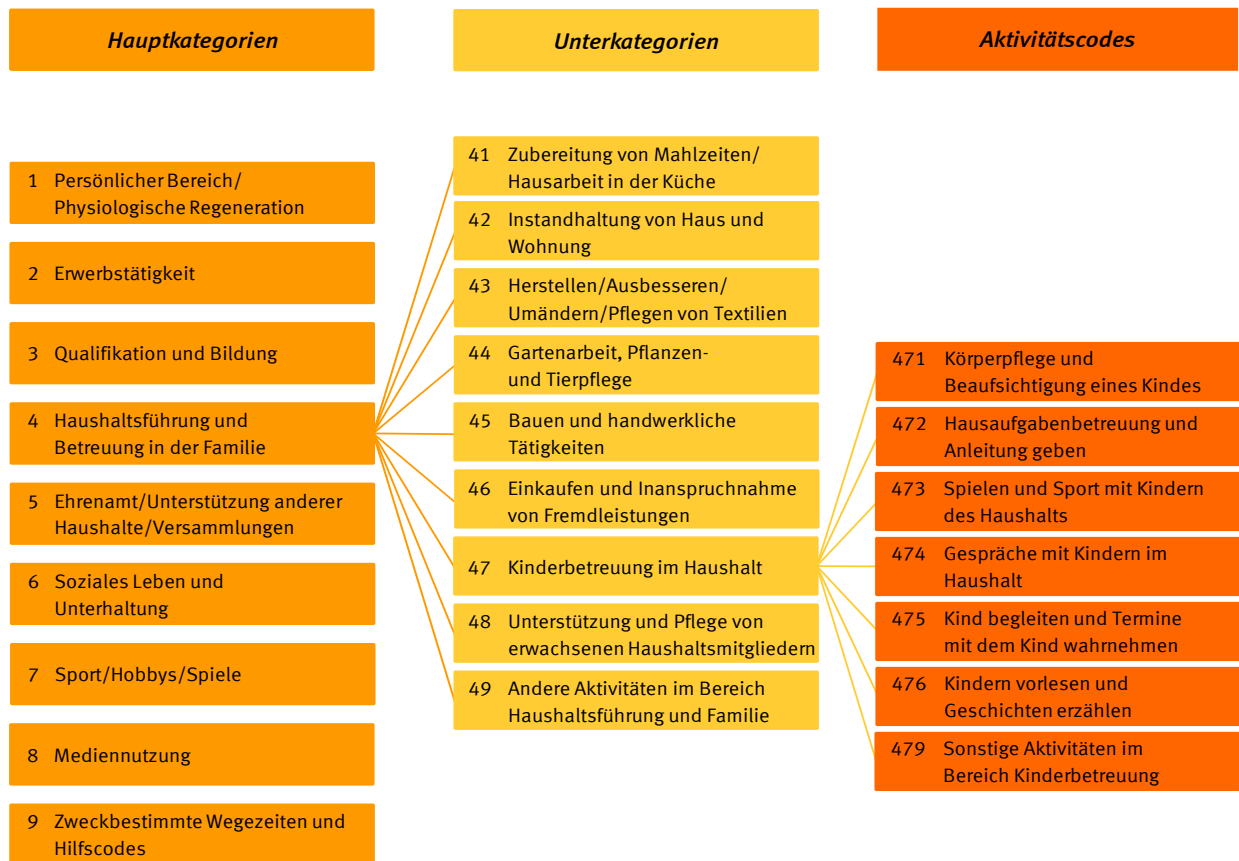 Hauptkategorien
Unterkategorien
Aktivitätscodes
1 Persönlicher Bereich/
Physiologische Regeneration
2 Erwerbstätigkeit
3 Qualifikation und Bildung
4 Haushaltsführung und
Betreuung in der Familie
5 Ehrenamt/Unterstützung anderer
Haushalte/Versammlungen
6 Soziales Leben und
Unterhaltung
7 Sport/Hobbys/Spiele
8 Mediennutzung
9 Zweckbestimmte Wegezeiten und
Hilfscodes
41 Zubereitung von Mahlzeiten/
Hausarbeit in der Küche
42 Instandhaltung von Haus und
Wohnung
43 Herstellen/Ausbesseren/
Umändern/Pflegen von Textilien
44 Gartenarbeit, Pflanzen-
und Tierpflege
45 Bauen und handwerkliche
Tätigkeiten
46 Einkaufen und Inanspruchnahme
von Fremdleistungen
47 Kinderbetreuung im Haushalt
48 Unterstützung und Pflege von
erwachsenen Haushaltsmitgliedern
49 Andere Aktivitäten im Bereich
Haushaltsführung und Familie
471 Körperpflege und
Beaufsichtigung eines Kindes
472 Hausaufgabenbetreuung und
Anleitung geben
473 Spielen und Sport mit Kindern
des Haushalts
474 Gespräche mit Kindern im
Haushalt
475 Kind begleiten und Termine
mit dem Kind wahrnehmen
476 Kindern vorlesen und
Geschichten erzählen
479 Sonstige Aktivitäten im
Bereich Kinderbetreuung